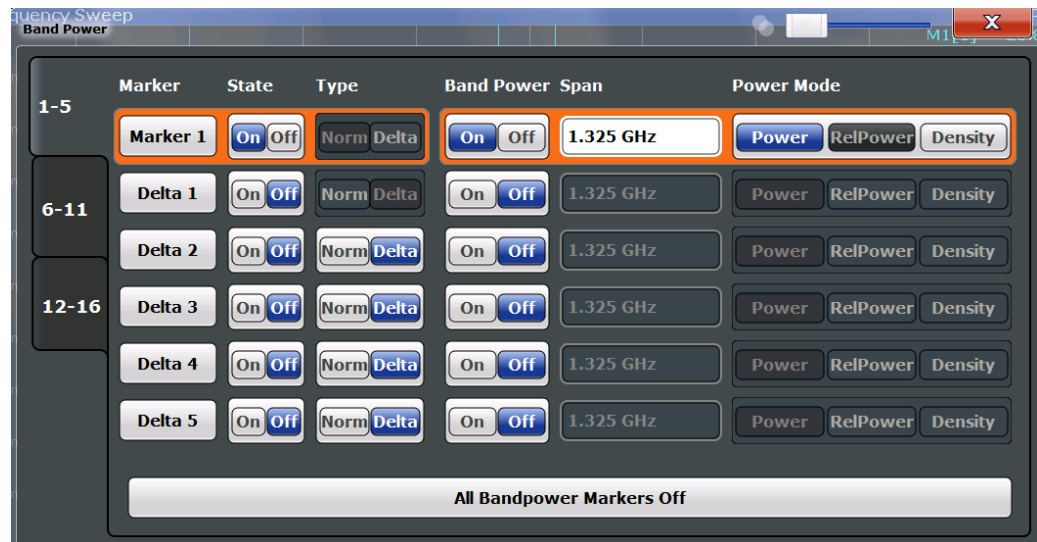 quency Sweep
Band Power
M1[1]
X
1-5
6-11
12-16
Marker State Type Band Power Span Power Mode
Marker 1 On Off Norm Delta On Off 1.325 GHz Power RelPower Density
Delta 1 On Off Norm Delta On Off 1.325 GHz Power RelPower Density
Delta 2 On Off Norm Delta On Off 1.325 GHz Power RelPower Density
Delta 3 On Off Norm Delta On Off 1.325 GHz Power RelPower Density
Delta 4 On Off Norm Delta On Off 1.325 GHz Power RelPower Density
Delta 5 On Off Norm Delta On Off 1.325 GHz Power RelPower Density
All Bandpower Markers Off